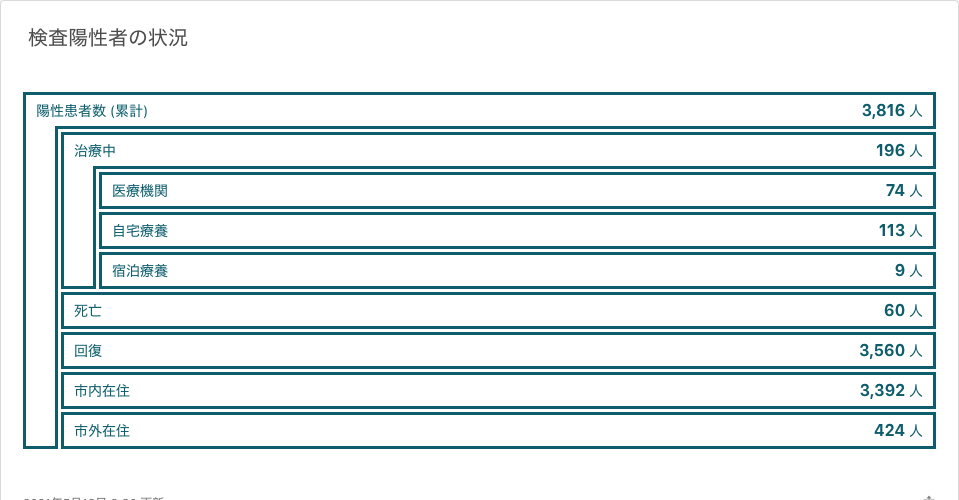 検査陽性者の状況
陽性患者数 (累計) 3,816 人
治療中 196 人
医療機関 74 人
自宅療養 113 人
宿泊療養 9 人
死亡 60 人
回復 3,560 人
市内在住 3,392 人
市外在住 424 人